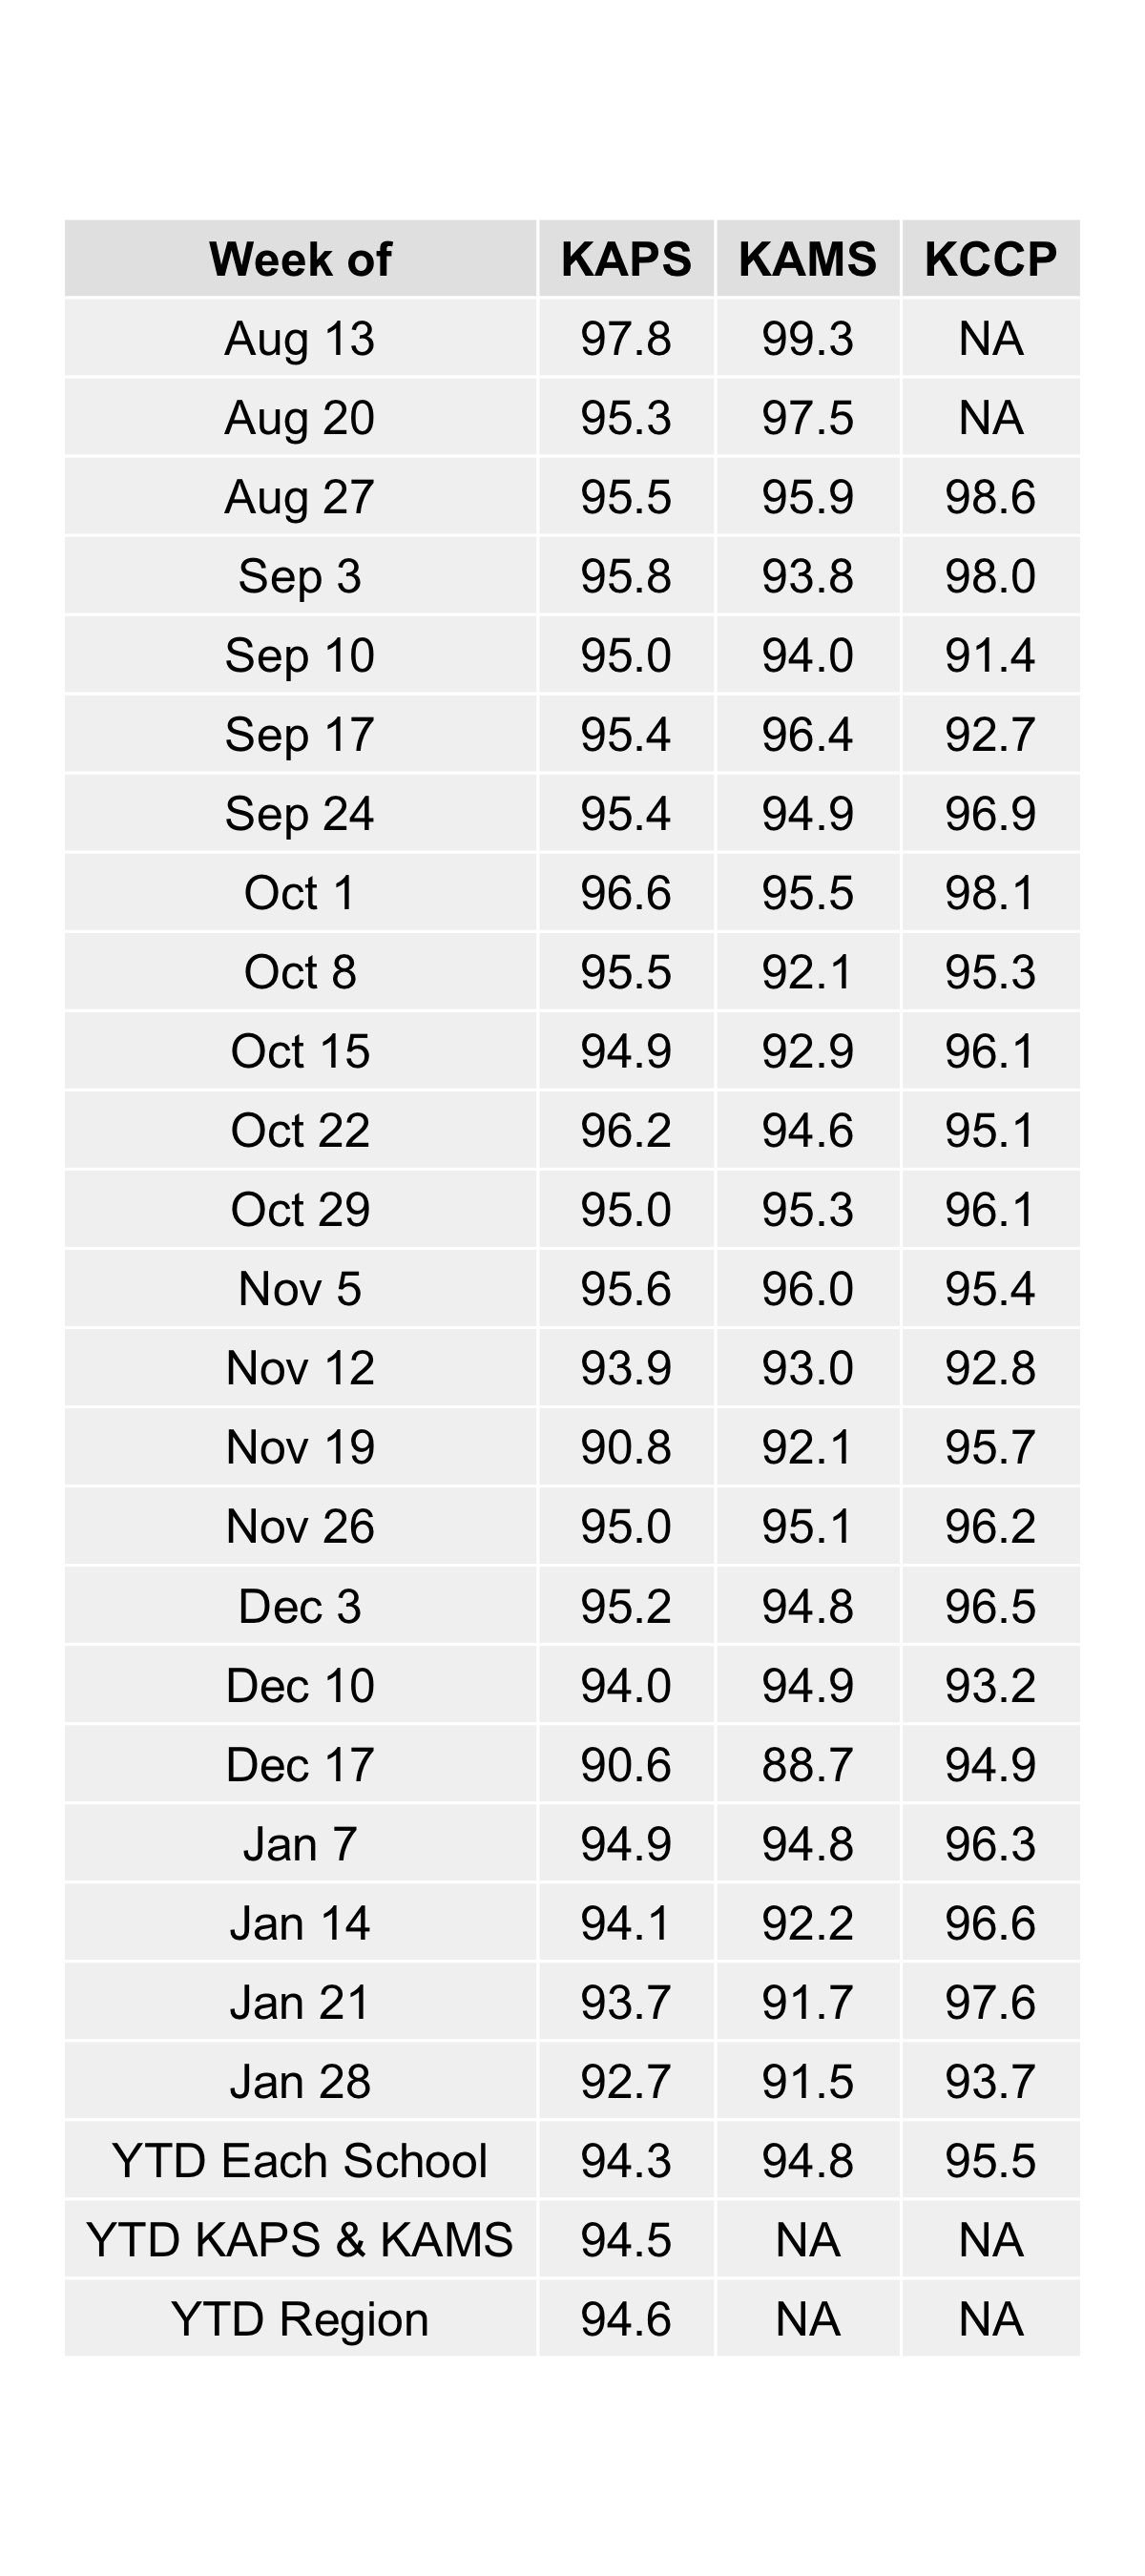 Week of KAPS KAMS KCCP
Aug 13 97.8 99.3 NA
Aug 20 95.3 97.5 NA
Aug 27 95.5 95.9 98.6
Sep 3 95.8 93.8 98.0
Sep 10 95.0 94.0 91.4
Sep 17 95.4 96.4 92.7
Sep 24 95.4 94.9 96.9
Oct 1 96.6 95.5 98.1
Oct 8 95.5 92.1 95.3
Oct 15 94.9 92.9 96.1
Oct 22 96.2 94.6 95.1
Oct 29 95.0 95.3 96.1
Nov 5 95.6 96.0 95.4
Nov 12 93.9 93.0 92.8
Nov 19 90.8 92.1 95.7
Nov 26 95.0 95.1 96.2
Dec 3 95.2 94.8 96.5
Dec 10 94.0 94.9 93.2
Dec 17 90.6 88.7 94.9
Jan 7 94.9 94.8 96.3
Jan 14 94.1 92.2 96.6
Jan 21 93.7 91.7 97.6
Jan 28 92.7 91.5 93.7
YTD Each School 94.3 94.8 95.5
YTD KAPS & KAMS 94.5 NA NA
YTD Region 94.6 NA NA